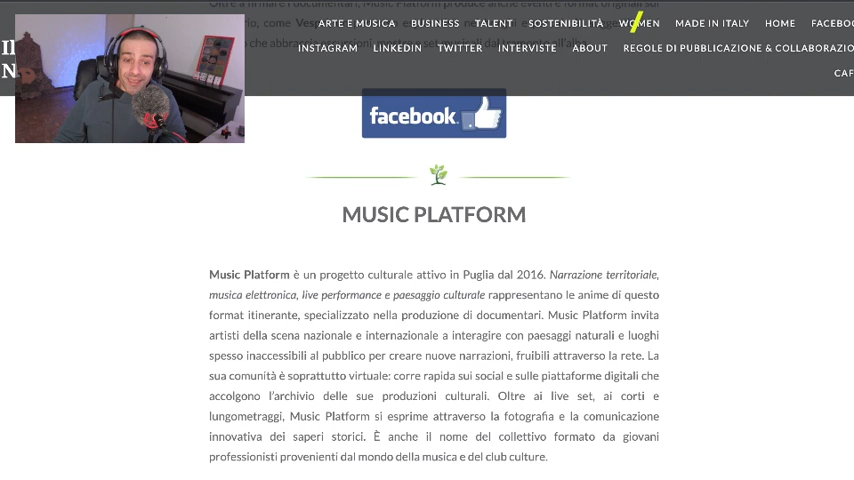 ARTE E MUSICA BUSINESS TALENT SOSTENIBILITÀ WOMEN MADE IN ITALY HOME FACEBOO
INSTAGRAM LINKEDIN TWITTER INTERVISTE ABOUT REGOLE DI PUBBLICAZIONE & COLLABORAZIO
CAF
Il
N
facebook
MUSIC PLATFORM
Music Platform è un progetto culturale attivo in Puglia dal 2016. Narrazione territoriale,
musica elettronica, live performance e paesaggio culturale rappresentano le anime di questo
format itinerante, specializzato nella produzione di documentari. Music Platform invita
artisti della scena nazionale e internazionale a interagire con paesaggi naturali e luoghi
spesso inaccessibili al pubblico per creare nuove narrazioni, fruibili attraverso la rete. La
sua comunità è soprattutto virtuale: corre rapida sui social e sulle piattaforme digitali che
accolgono l'archivio delle sue produzioni culturali. Oltre ai live set, ai corti e
lungometraggi, Music Platform si esprime attraverso la fotografia e la comunicazione
innovativa dei saperi storici. È anche il nome del collettivo formato da giovani
professionisti provenienti dal mondo della musica e del club culture.